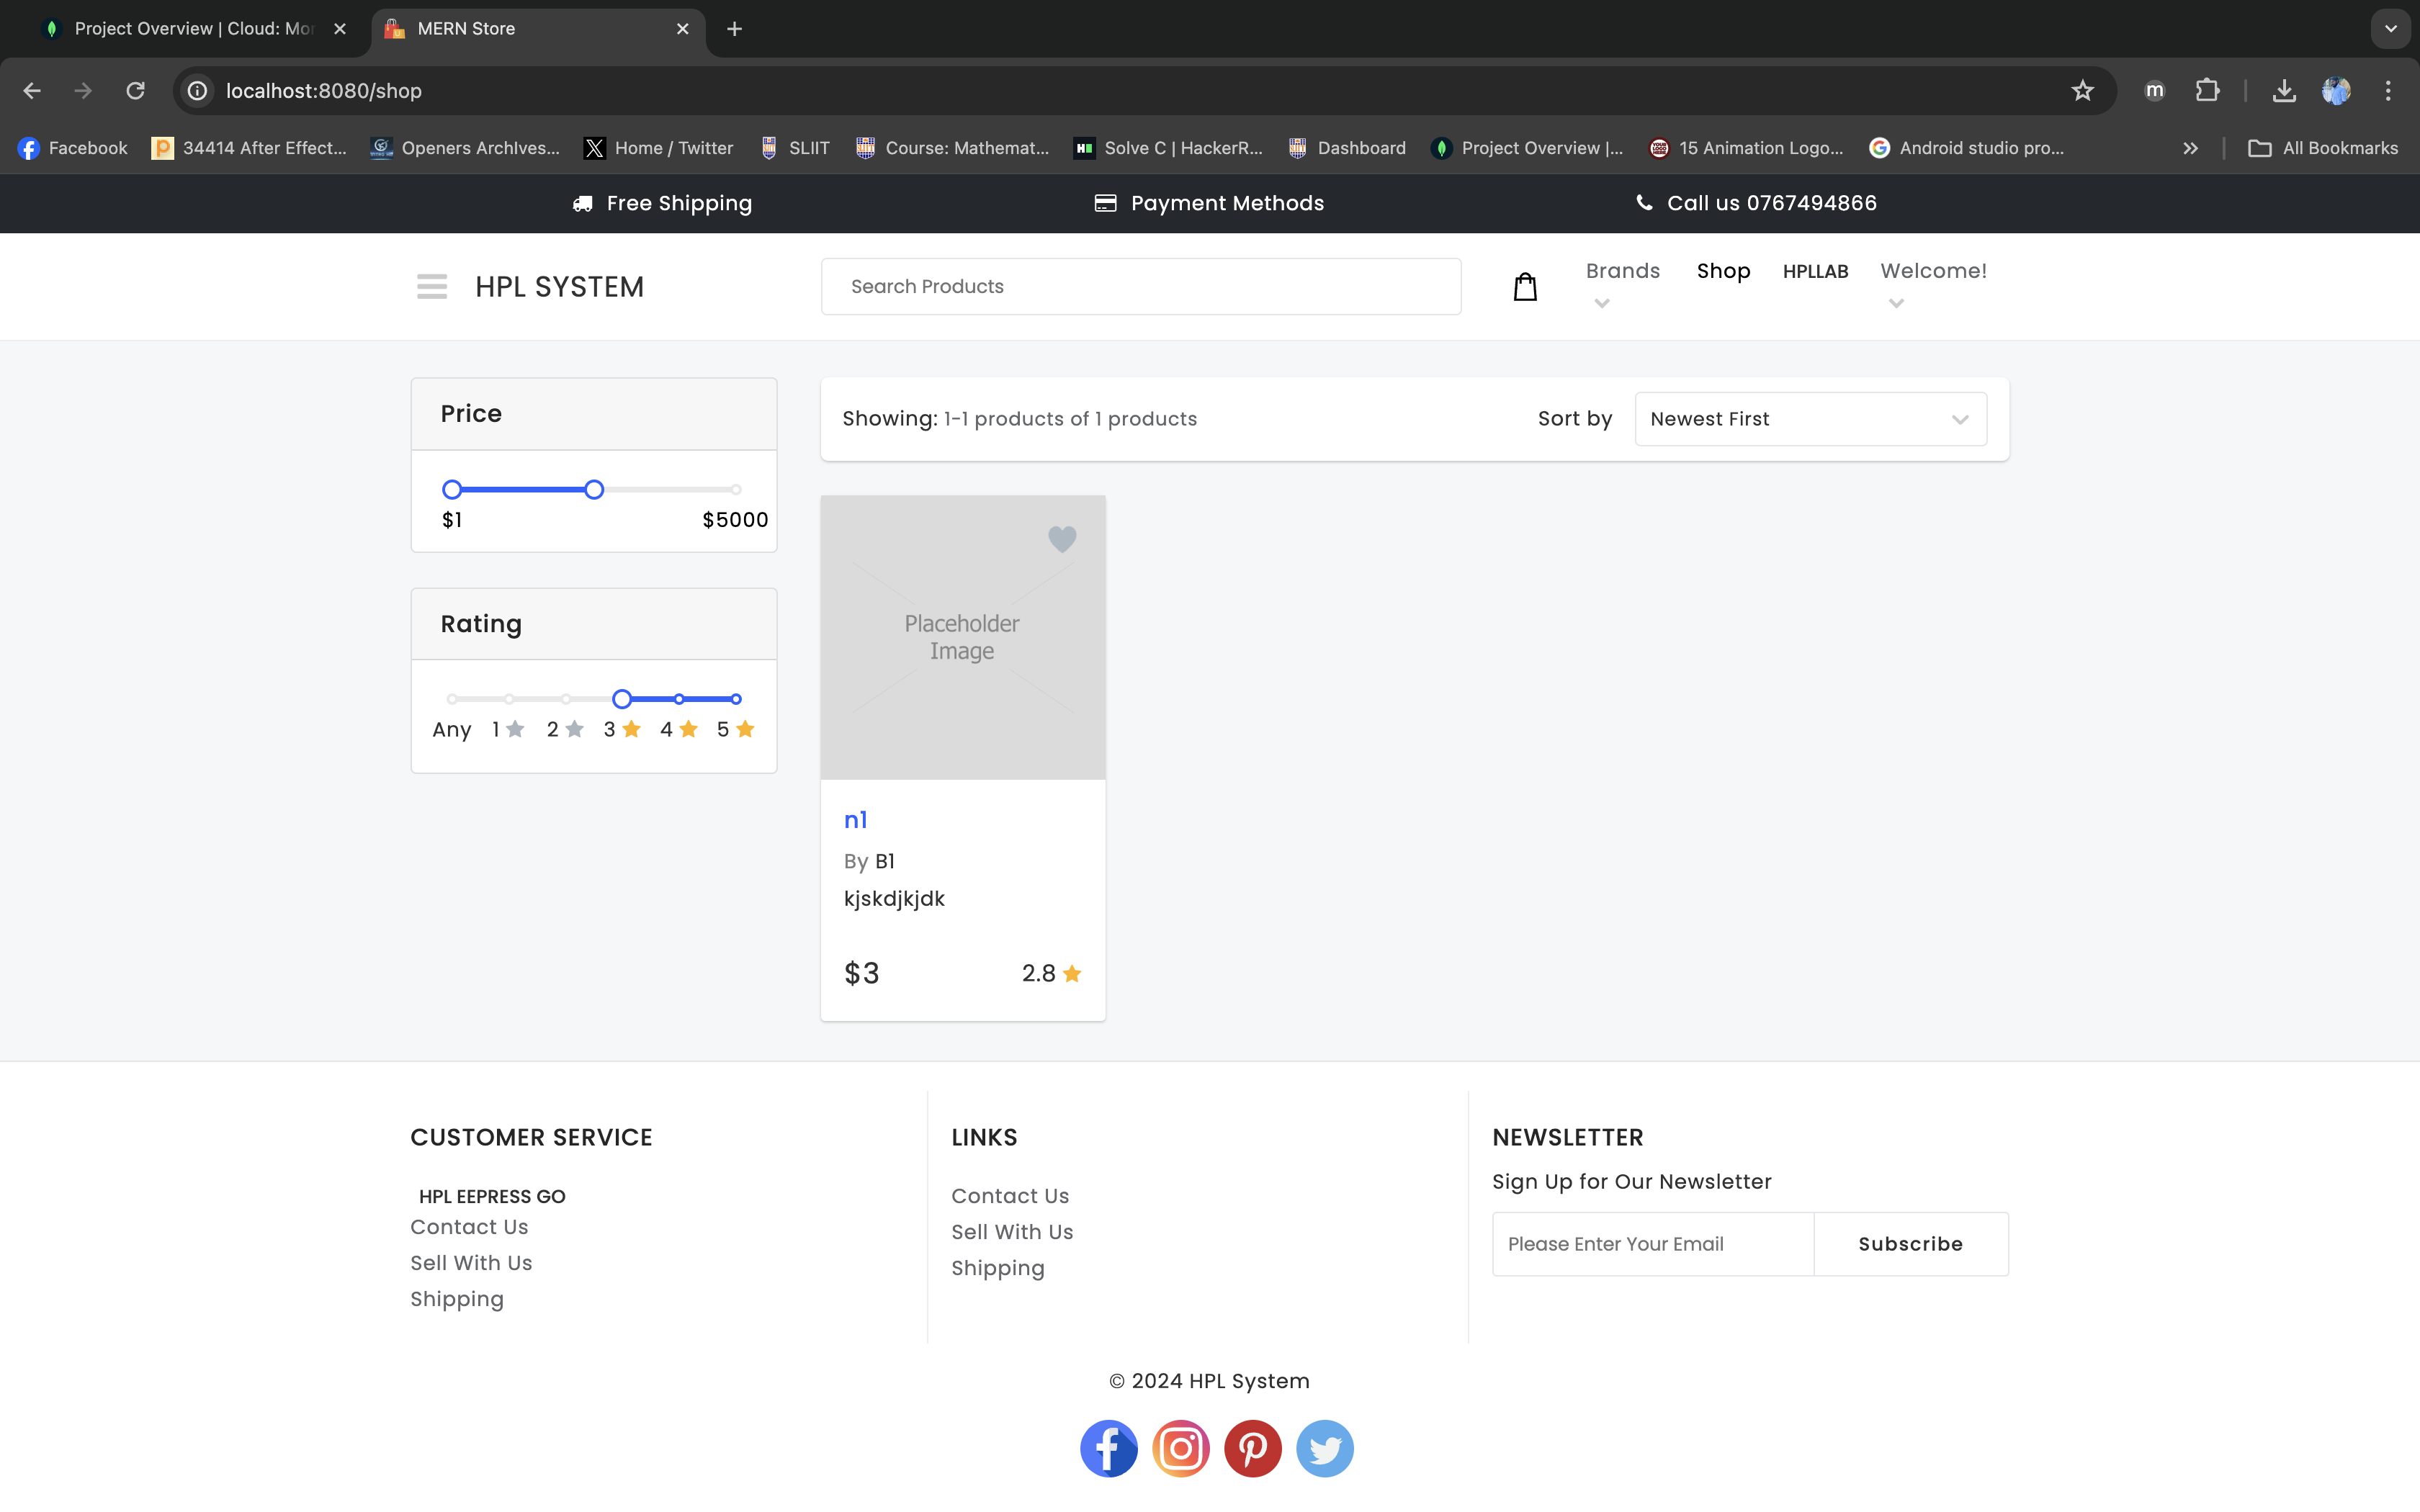 Project Overview | Cloud: Mor
MERN Store
localhost:8080/shop
m
Facebook
34414 After Effect...
Openers ArchIves...
Home / Twitter
SLIIT
Course: Mathemat...
Solve C | HackerR...
Dashboard
Project Overview |...
15 Animation Logo...
Android studio pro...
All Bookmarks
Free Shipping
Payment Methods
Call us 0767494866
HPL SYSTEM
Search Products
Brands
Shop
HPLLAB
Welcome!
Price
$1
$5000
Rating
Any 1 2 3 4 5
Showing: 1-1 products of 1 products
Sort by
Newest First
Placeholder
Image
n1
By B1
kjskdjkjdk
$3
2.8
CUSTOMER SERVICE
HPL EEPRESS GO
Contact Us
Sell With Us
Shipping
LINKS
Contact Us
Sell With Us
Shipping
NEWSLETTER
Sign Up for Our Newsletter
Please Enter Your Email
Subscribe
© 2024 HPL System